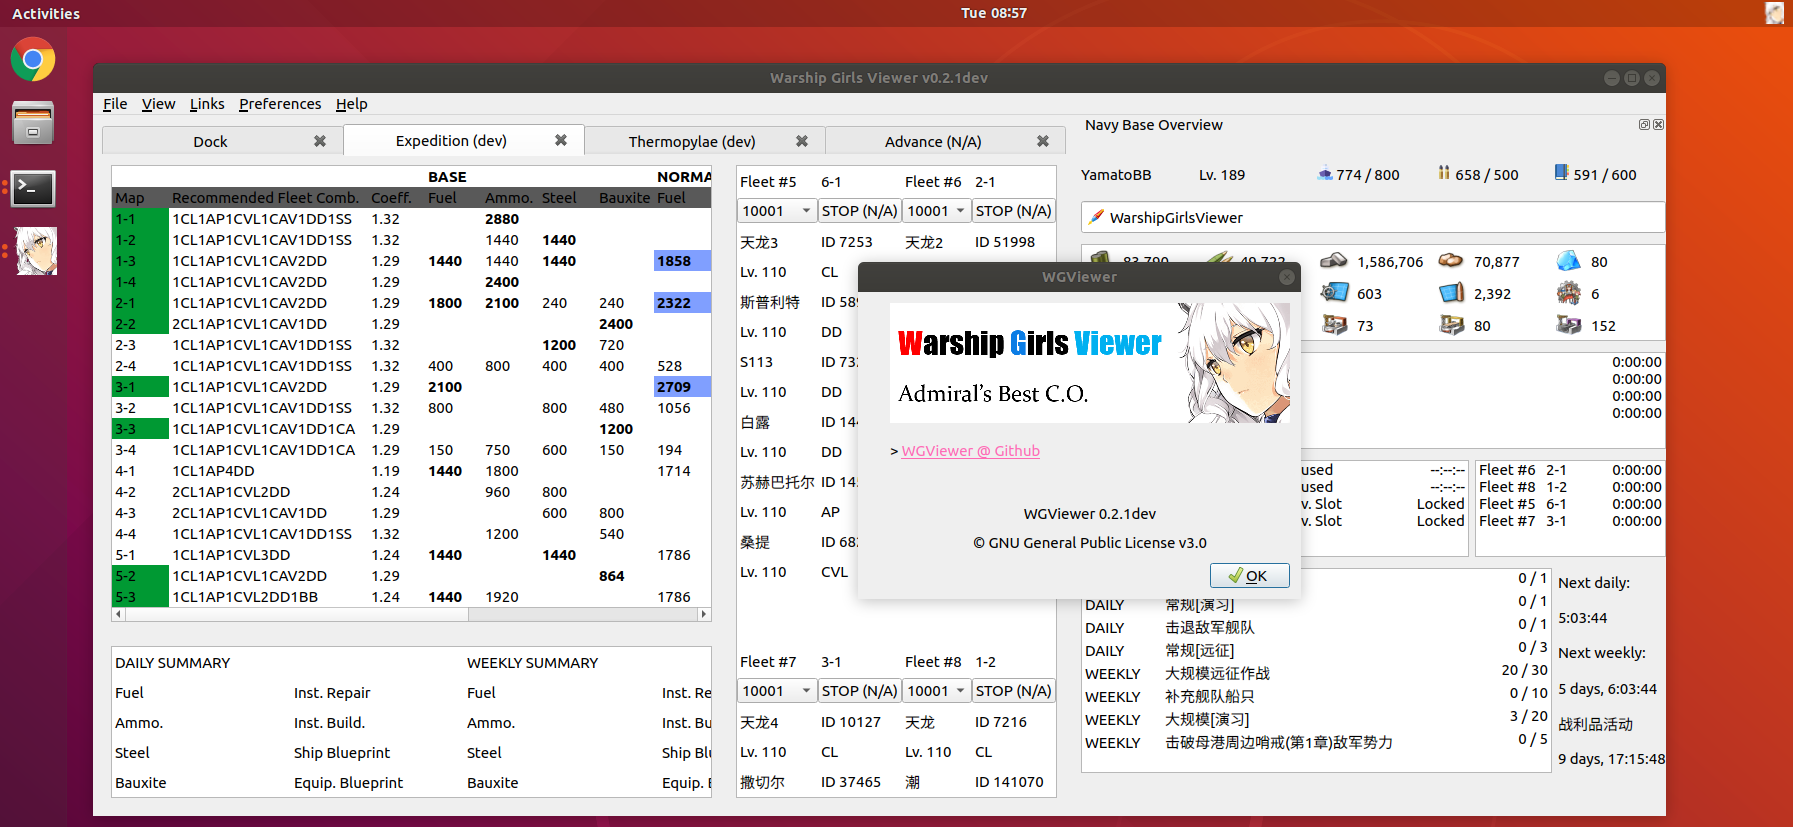 Activities
Tue 08:57
Warship Girls Viewer v0.2.1dev
File View Links Preferences Help
Dock
Expedition (dev)
Thermopylae (dev)
Advance (N/A)
BASE NORMA
Map Recommended Fleet Comb. Coeff. Fuel Ammo. Steel Bauxite Fuel
1-1 1CL1AP1CVL1CAV1DD1SS 1.32 2880
1-2 1CL1AP1CVL1CAV1DD1SS 1.32 1440 1440
1-3 1CL1AP1CVL1CAV2DD 1.29 1440 1440 1440 1858
1-4 1CL1AP1CVL1CAV2DD 1.29 2400
2-1 1CL1AP1CVL1CAV2DD 1.29 1800 2100 240 240 2322
2-2 2CL1AP1CVL1CAV1DD 1.29 2400
2-3 1CL1AP1CVL1CAV1DD1SS 1.32 1200 720
2-4 1CL1AP1CVL1CAV1DD1SS 1.32 400 800 400 400 528
3-1 1CL1AP1CVL1CAV2DD 1.29 2100 2709
3-2 1CL1AP1CVL1CAV1DD1SS 1.32 800 800 480 1056
3-3 1CL1AP1CVL1CAV1DD1CA 1.29 1200
3-4 1CL1AP1CVL1CAV1DD1CA 1.29 150 750 600 150 194
4-1 1CL1AP4DD 1.19 1440 1800 1714
4-2 2CL1AP1CVL2DD 1.24 960 800
4-3 2CL1AP1CVL1CAV1DD 1.29 600 800
4-4 1CL1AP1CVL1CAV1DD1SS 1.32 1200 540
5-1 1CL1AP1CVL3DD 1.24 1440 1440 1786
5-2 1CL1AP1CVL1CAV2DD 1.29 864
5-3 1CL1AP1CVL2DD1BB 1.24 1440 1920 1786
DAILY SUMMARY WEEKLY SUMMARY
Fuel Inst. Repair Fuel Inst. Re
Ammo. Inst. Build. Ammo. Inst. Bu
Steel Ship Blueprint Steel Ship Bl
Bauxite Equip. Blueprint Bauxite Equip. B
Fleet #5 6-1 Fleet #6 2-1
10001 STOP (N/A) 10001 STOP (N/A)
天龙3 ID 7253 天龙2 ID 51998
Lv. 110 CL
斯普利特 ID 589
Lv. 110 DD
S113 ID 732
Lv. 110 DD
白露 ID 144
Lv. 110 DD
苏赫巴托尔 ID 145
Lv. 110 AP
桑提 ID 682
Lv. 110 CVL
Fleet #7 3-1 Fleet #8 1-2
10001 STOP (N/A) 10001 STOP (N/A)
天龙4 ID 10127 天龙 ID 7216
Lv. 110 CL Lv. 110 CL
撒切尔 ID 37465 潮 ID 141070
Navy Base Overview
YamatoBB Lv. 189 774 / 800 658 / 500 591 / 600
WarshipGirlsViewer
83,790 49,722 1,586,706 70,877 80
603 2,392 6
73 80 152
0:00:00
0:00:00
0:00:00
0:00:00
used --:--:--
used --:--:--
v. Slot Locked
v. Slot Locked
Fleet #6 2-1 0:00:00
Fleet #8 1-2 0:00:00
Fleet #5 6-1 0:00:00
Fleet #7 3-1 0:00:00
0 / 1
DAILY 常规[演习] 0 / 1
DAILY 击退敌军舰队 0 / 1
DAILY 常规[远征] 0 / 3
WEEKLY 大规模远征作战 20 / 30
WEEKLY 补充舰队船只 0 / 10
WEEKLY 大规模[演习] 3 / 20
WEEKLY 击破母港周边哨戒(第1章)敌军势力 0 / 5
Next daily:
5:03:44
Next weekly:
5 days, 6:03:44
战利品活动
9 days, 17:15:48
WGViewer
Warship Girls Viewer
Admiral's Best C.O.
> WGViewer @ Github
WGViewer 0.2.1dev
© GNU General Public License v3.0
OK